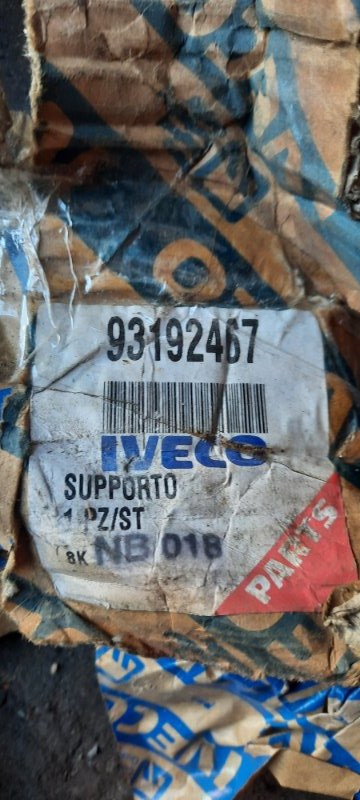 93192467
IVECO
SUPPORTO
1 PZ/ST
8K NB 018
PARTS